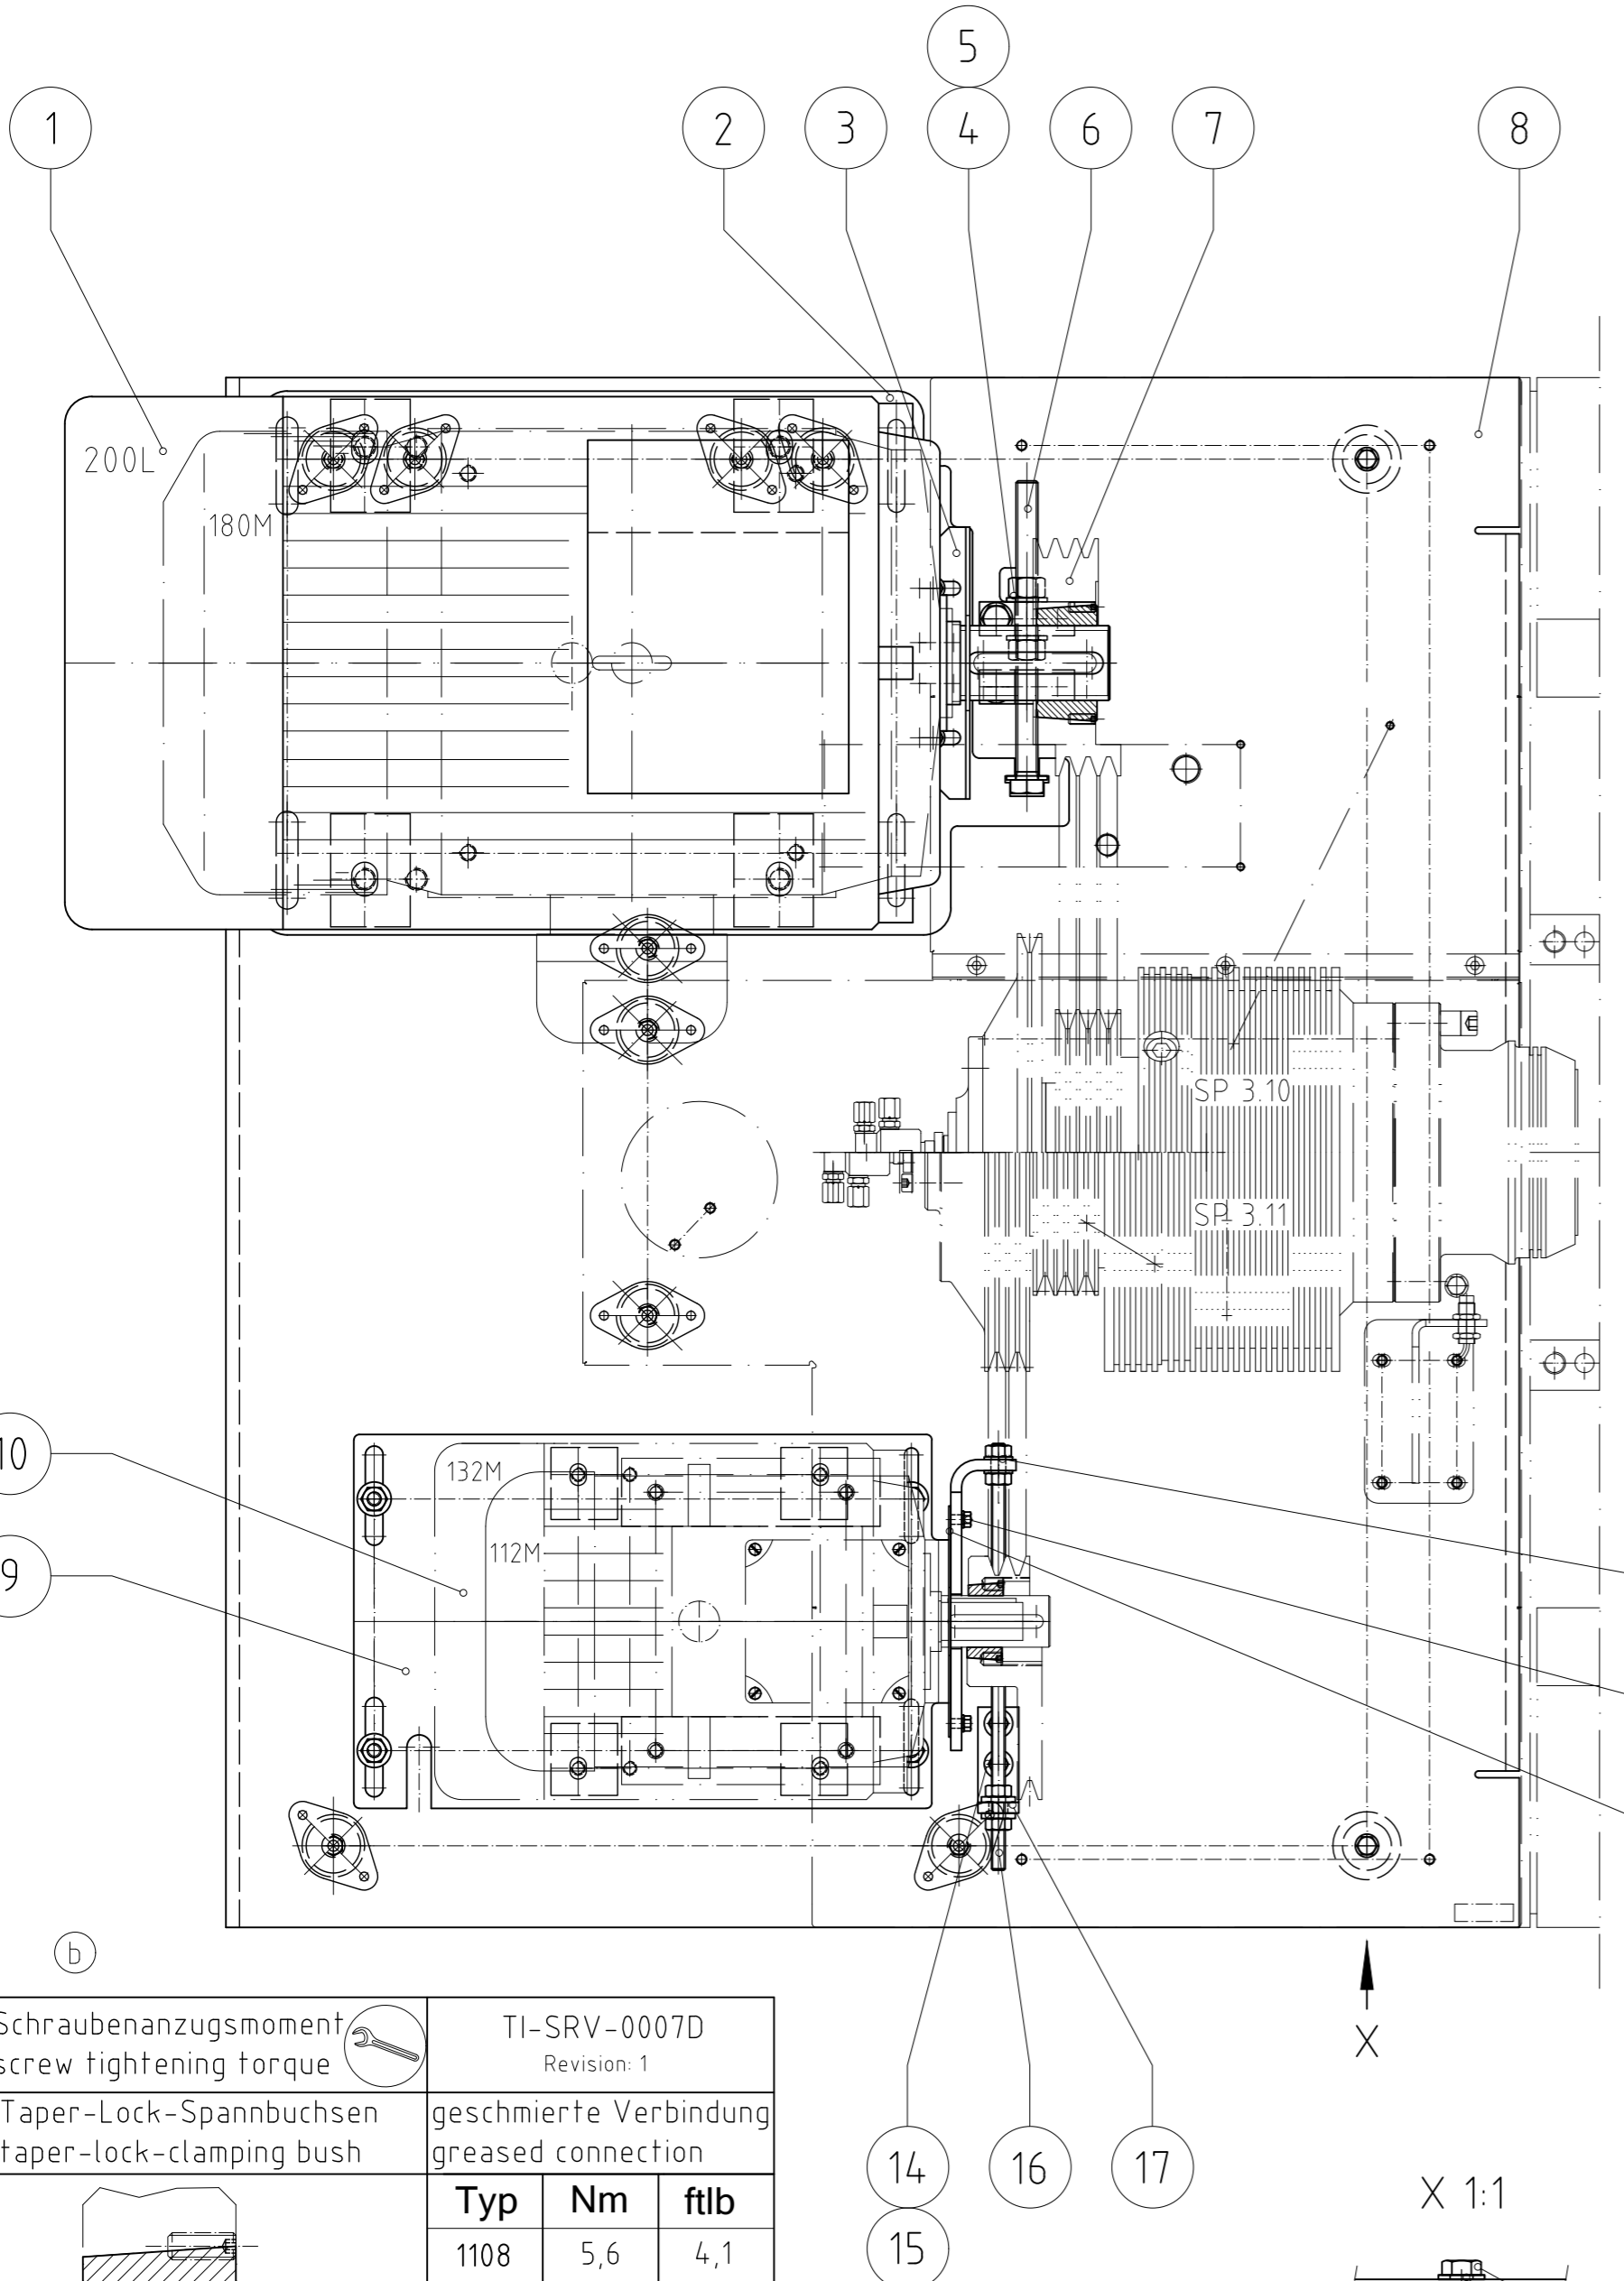 5
1
2
3
4
6
7
8
200L
180M
SP 3.10
SP 3.11
10
132M
112M
9
b
Schraubenanzugsmoment
screw tightening torque
TI-SRV-0007D
Revision: 1
Taper-Lock-Spannbuchsen
taper-lock-clamping bush
geschmierte Verbindung
greased connection
Typ Nm ftlb
1108 5,6 4,1
X
14
16
17
15
X 1:1